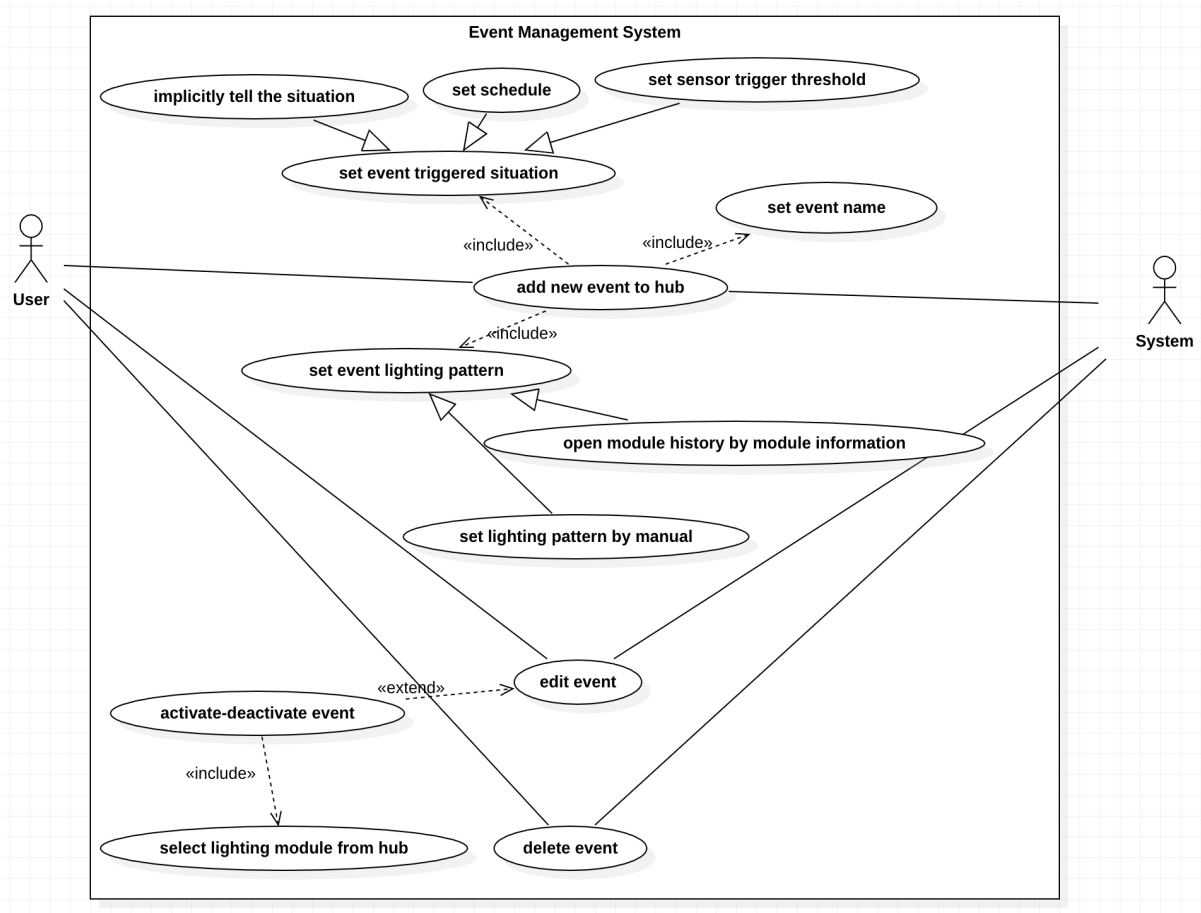 Event Management System
implicitly tell the situation
set schedule
set sensor trigger threshold
set event triggered situation
set event name
«include»
«include»
User
add new event to hub
System
«include»
set event lighting pattern
open module history by module information
set lighting pattern by manual
edit event
«extend»
activate-deactivate event
«include»
select lighting module from hub
delete event